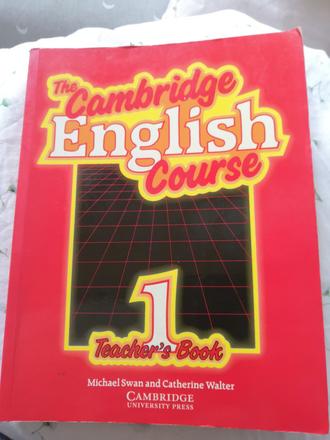 The Cambridge
English
Course
1
Teacher's Book
Michael Swan and Catherine Walter
CAMBRIDGE
UNIVERSITY PRESS